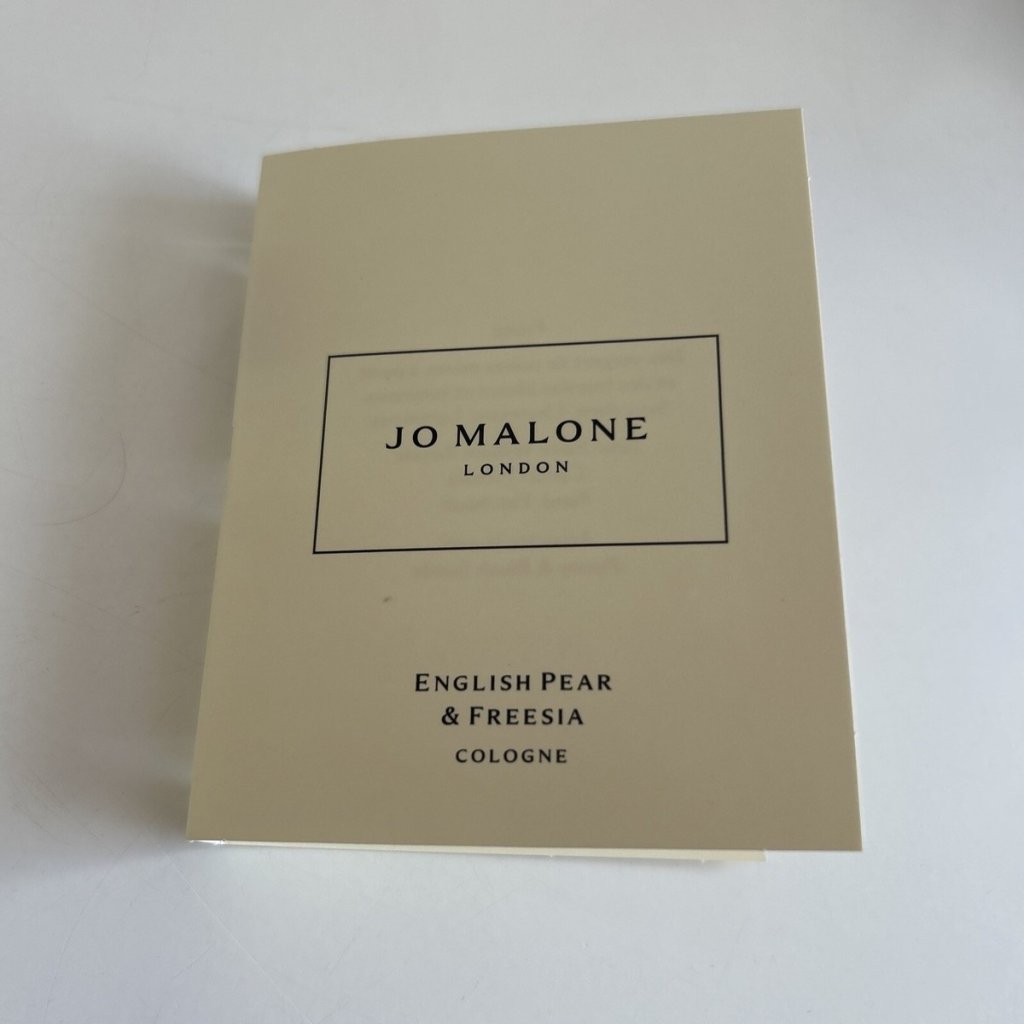 JO MALONE
LONDON
ENGLISH PEAR
& FREESIA
COLOGNE